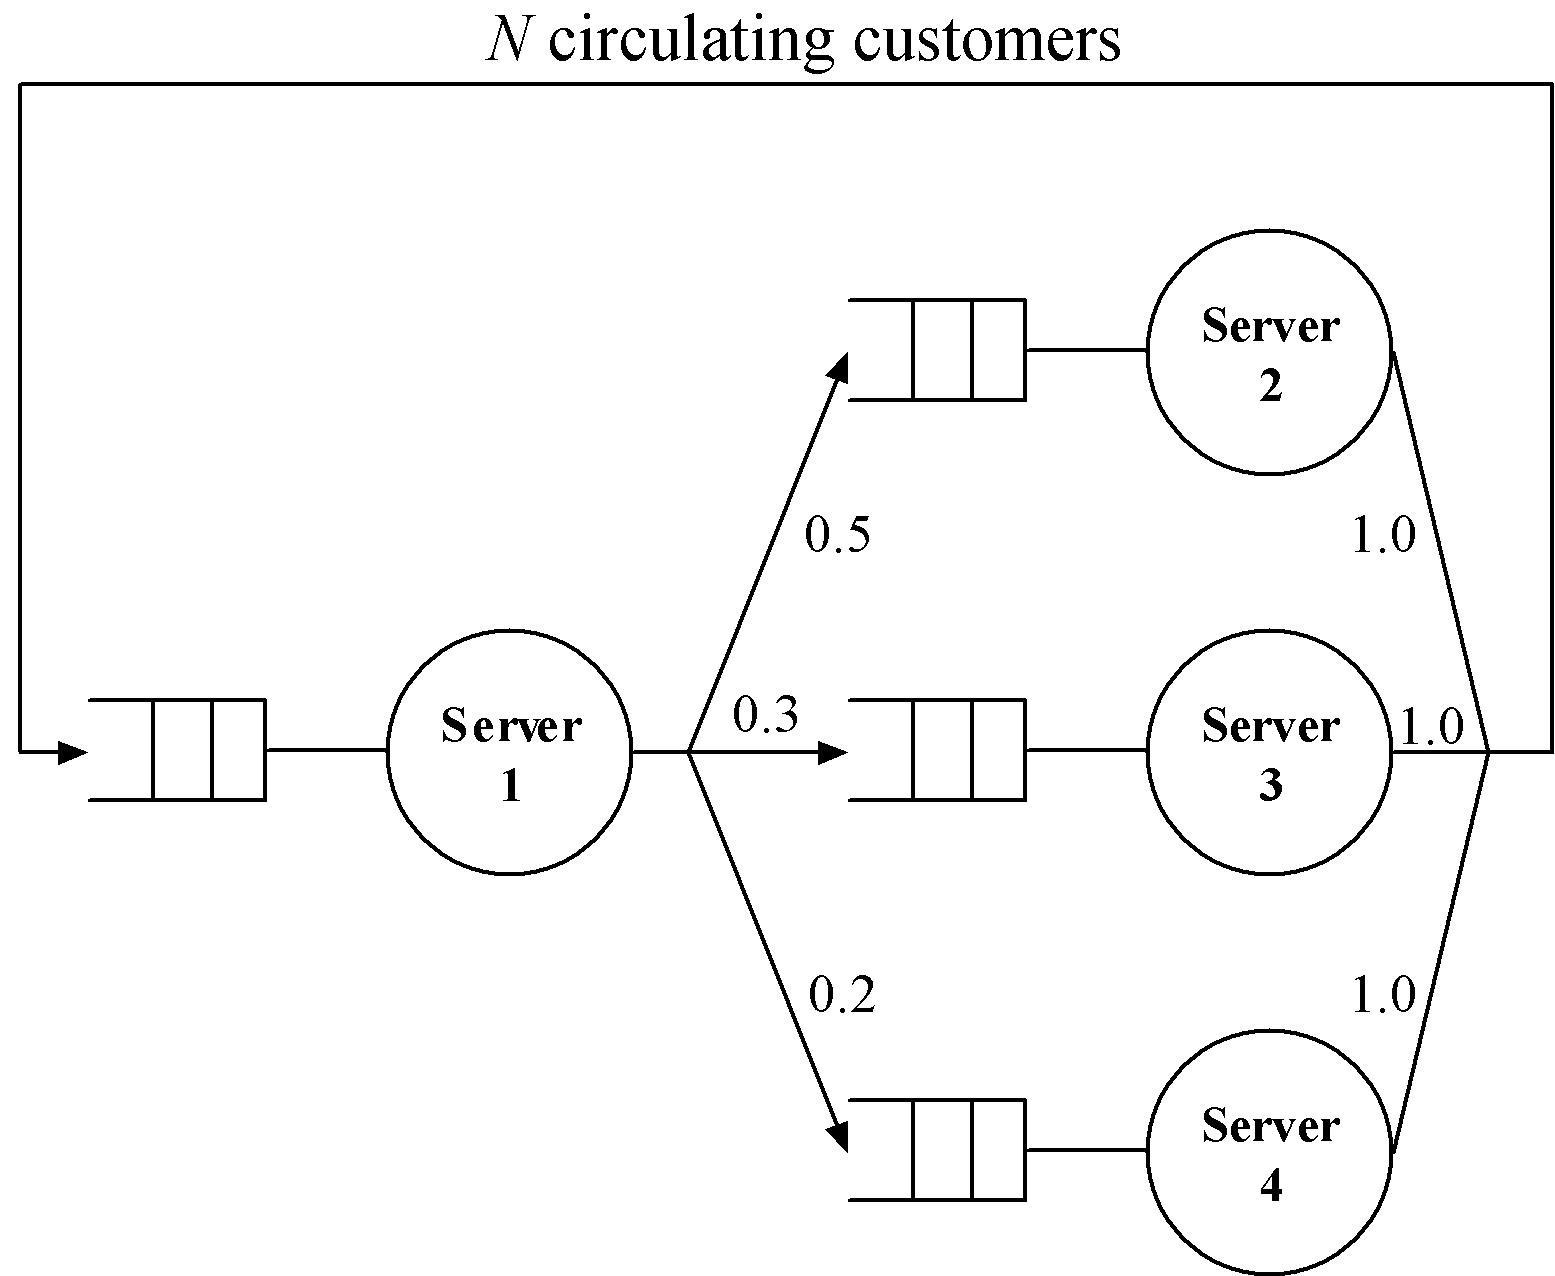 N circulating customers
Server
2
0.5
1.0
Server
1
0.3
Server
3
1.0
0.2
1.0
Server
4